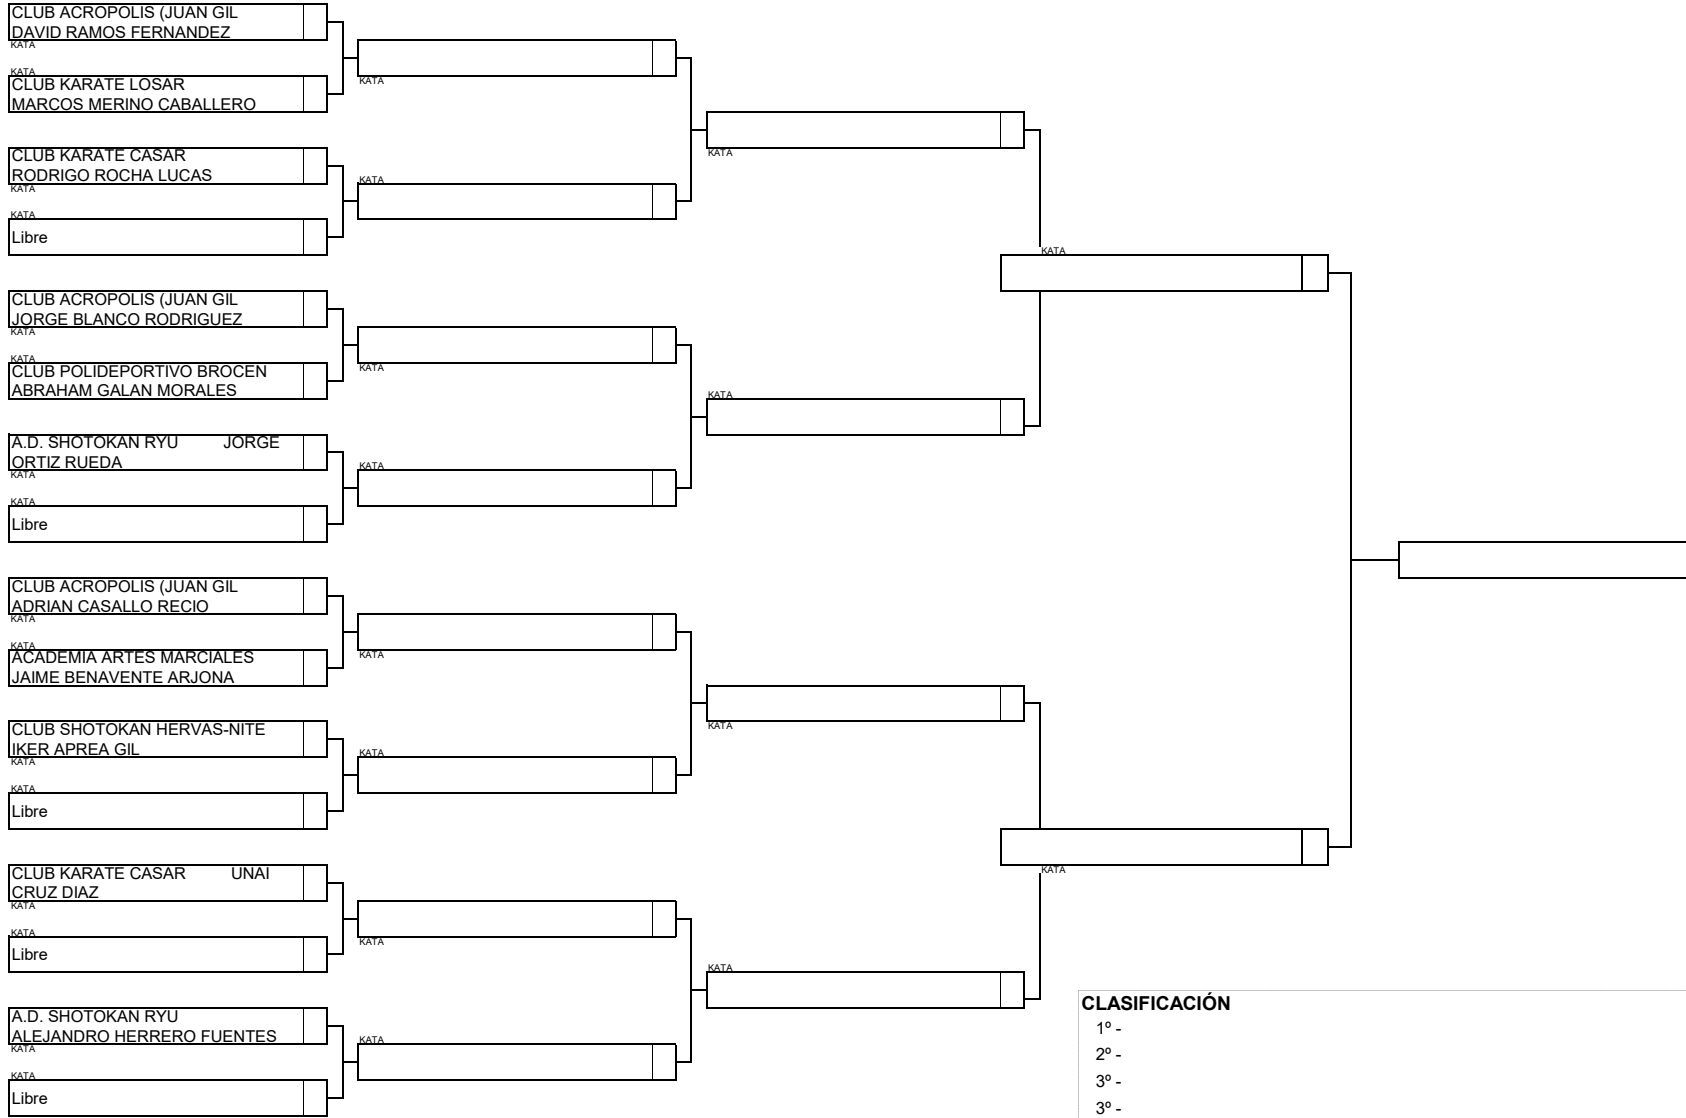 CLUB ACROPOLIS (JUAN GIL
DAVID RAMOS FERNANDEZ
KATA
KATA
CLUB KARATE LOSAR
MARCOS MERINO CABALLERO
CLUB KARATE CASAR
RODRIGO ROCHA LUCAS
KATA
KATA
Libre
CLUB ACROPOLIS (JUAN GIL
JORGE BLANCO RODRIGUEZ
KATA
KATA
CLUB POLIDEPORTIVO BROCEN
ABRAHAM GALAN MORALES
A.D. SHOTOKAN RYU JORGE
ORTIZ RUEDA
KATA
KATA
Libre
CLUB ACROPOLIS (JUAN GIL
ADRIAN CASALLO RECIO
KATA
KATA
ACADEMIA ARTES MARCIALES
JAIME BENAVENTE ARJONA
CLUB SHOTOKAN HERVAS-NITE
IKER APREA GIL
KATA
KATA
Libre
CLUB KARATE CASAR UNAI
CRUZ DIAZ
KATA
KATA
Libre
A.D. SHOTOKAN RYU
ALEJANDRO HERRERO FUENTES
KATA
KATA
Libre
KATA
KATA
KATA
KATA
KATA
KATA
KATA
KATA
KATA
KATA
KATA
KATA
KATA
KATA
CLASIFICACIÓN
1º -
2º -
3º -
3º -